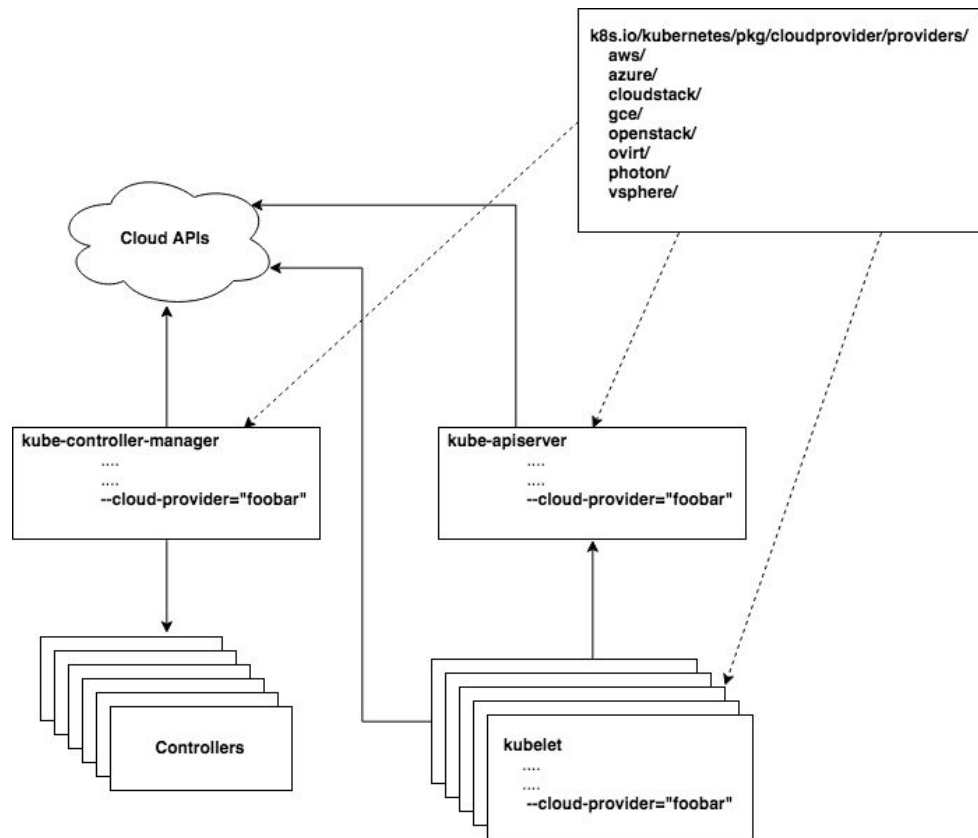 k8s.io/kubernetes/pkg/cloudprovider/providers/
aws/
azure/
cloudstack/
gce/
openstack/
ovirt/
photon/
vsphere/
Cloud APIs
kube-controller-manager
....
....
--cloud-provider="foobar"
kube-apiserver
....
....
--cloud-provider="foobar"
Controllers
kubelet
....
....
--cloud-provider="foobar"